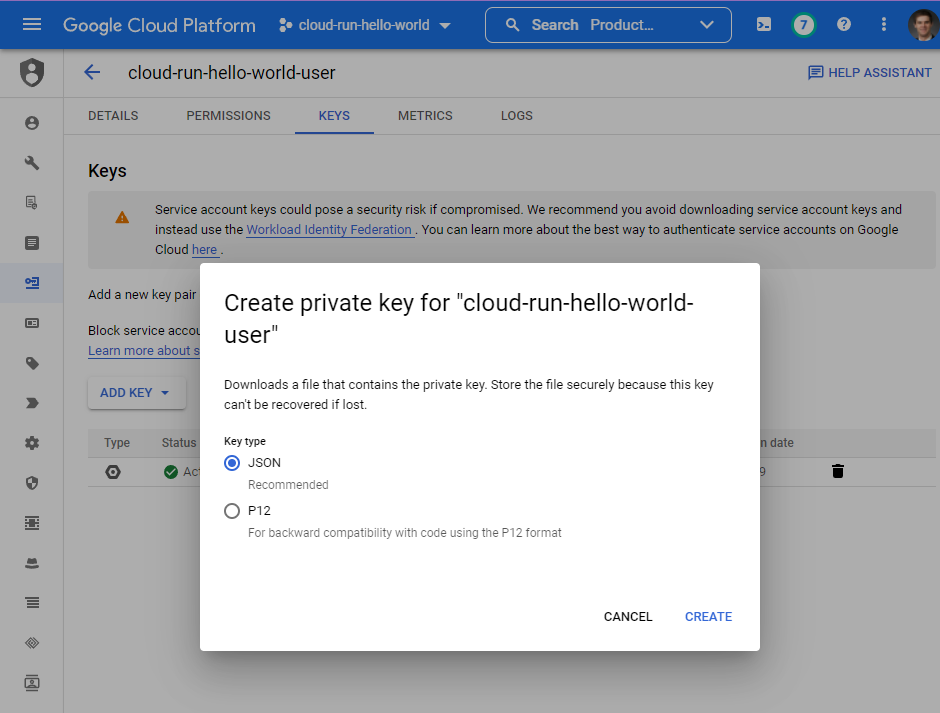 Google Cloud Platform
cloud-run-hello-world
Search Product...
7
?
cloud-run-hello-world-user
HELP ASSISTANT
DETAILS PERMISSIONS KEYS METRICS LOGS
Keys
Service account keys could pose a security risk if compromised. We recommend you avoid downloading service account keys and
instead use the Workload Identity Federation . You can learn more about the best way to authenticate service accounts on Google
Cloud here .
Add a new key pair
Block service accou
Learn more about s
ADD KEY
Type Status n date
Act 9
Create private key for "cloud-run-hello-world-
user"
Downloads a file that contains the private key. Store the file securely because this key
can't be recovered if lost.
Key type
JSON
Recommended
P12
For backward compatibility with code using the P12 format
CANCEL CREATE